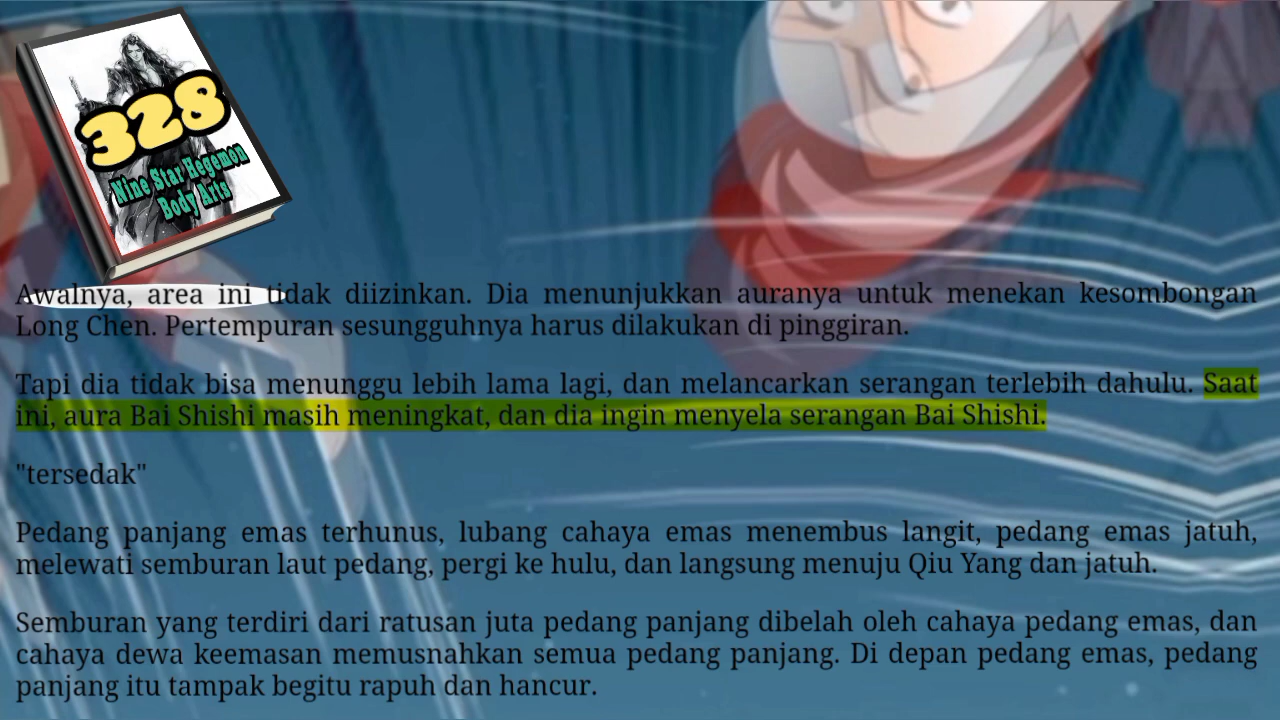 328
Nine Star Hegemon
Body Arts
Awalnya, area ini tidak diizinkan. Dia menunjukkan auranya untuk menekan kesombongan
Long Chen. Pertempuran sesungguhnya harus dilakukan di pinggiran.
Tapi dia tidak bisa menunggu lebih lama lagi, dan melancarkan serangan terlebih dahulu. Saat
ini, aura Bai Shishi masih meningkat, dan dia ingin menyela serangan Bai Shishi.
"tersedak"
Pedang panjang emas terhunus, lubang cahaya emas menembus langit, pedang emas jatuh,
melewati semburan laut pedang, pergi ke hulu, dan langsung menuju Qiu Yang dan jatuh.
Semburan yang terdiri dari ratusan juta pedang panjang dibelah oleh cahaya pedang emas, dan
cahaya dewa keemasan memusnahkan semua pedang panjang. Di depan pedang emas, pedang
panjang itu tampak begitu rapuh dan hancur.